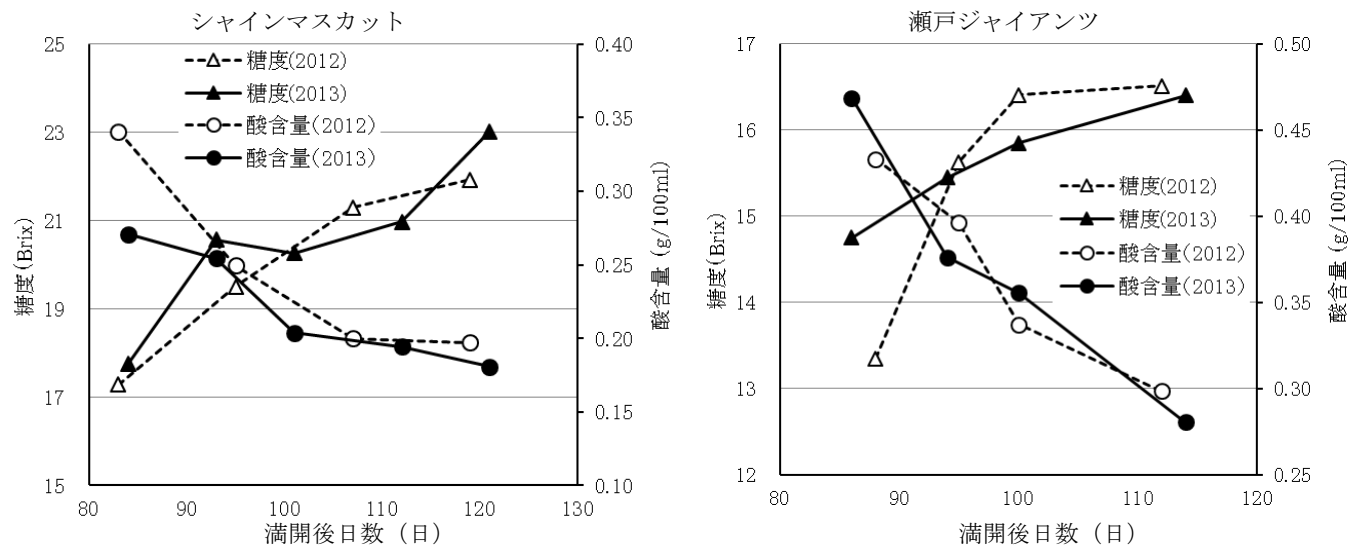 シャインマスカット
25
23
21
19
17
15
糖度(Brix)
0.40
0.35
0.30
0.25
0.20
0.15
0.10
酸含量（g/100ml）
糖度(2012)
糖度(2013)
酸含量(2012)
酸含量(2013)
80
90
100
110
120
130
満開後日数（日）
瀬戸ジャイアンツ
17
16
15
14
13
12
糖度(Brix)
0.50
0.45
0.40
0.35
0.30
0.25
酸含量（g/100ml）
糖度(2012)
糖度(2013)
酸含量(2012)
酸含量(2013)
80
90
100
110
120
満開後日数（日）